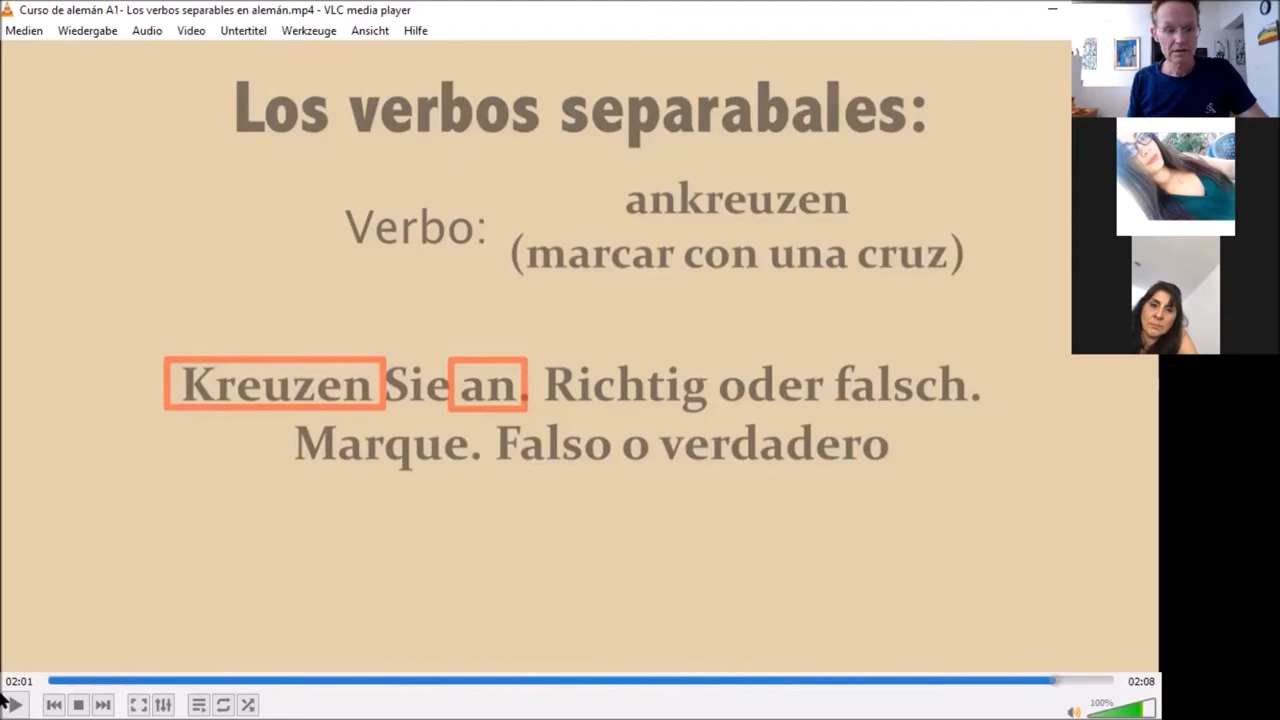 Curso de alemán A1- Los verbos separables en alemán.mp4 - VLC media player
Medien Wiedergabe Audio Video Untertitel Werkzeuge Ansicht Hilfe
Los verbos separabales:
Verbo:
ankreuzen
(marcar con una cruz)
Kreuzen Sie an. Richtig oder falsch.
Marque. Falso o verdadero
02:01
02:08
100%